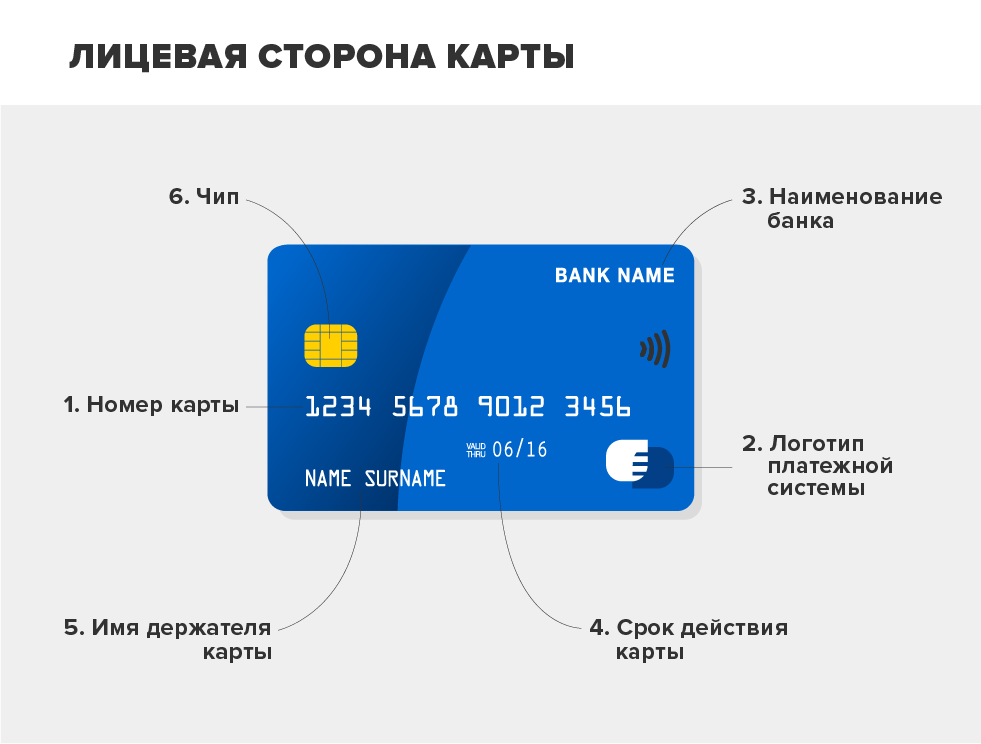 ЛИЦЕВАЯ СТОРОНА КАРТЫ
6. Чип
3. Наименование
банка
BANK NAME
1. Номер карты
1234 5678 9012 3456
VALID
THRU 06/16
NAME SURNAME
2. Логотип
платежной
системы
5. Имя держателя
карты
4. Срок действия
карты